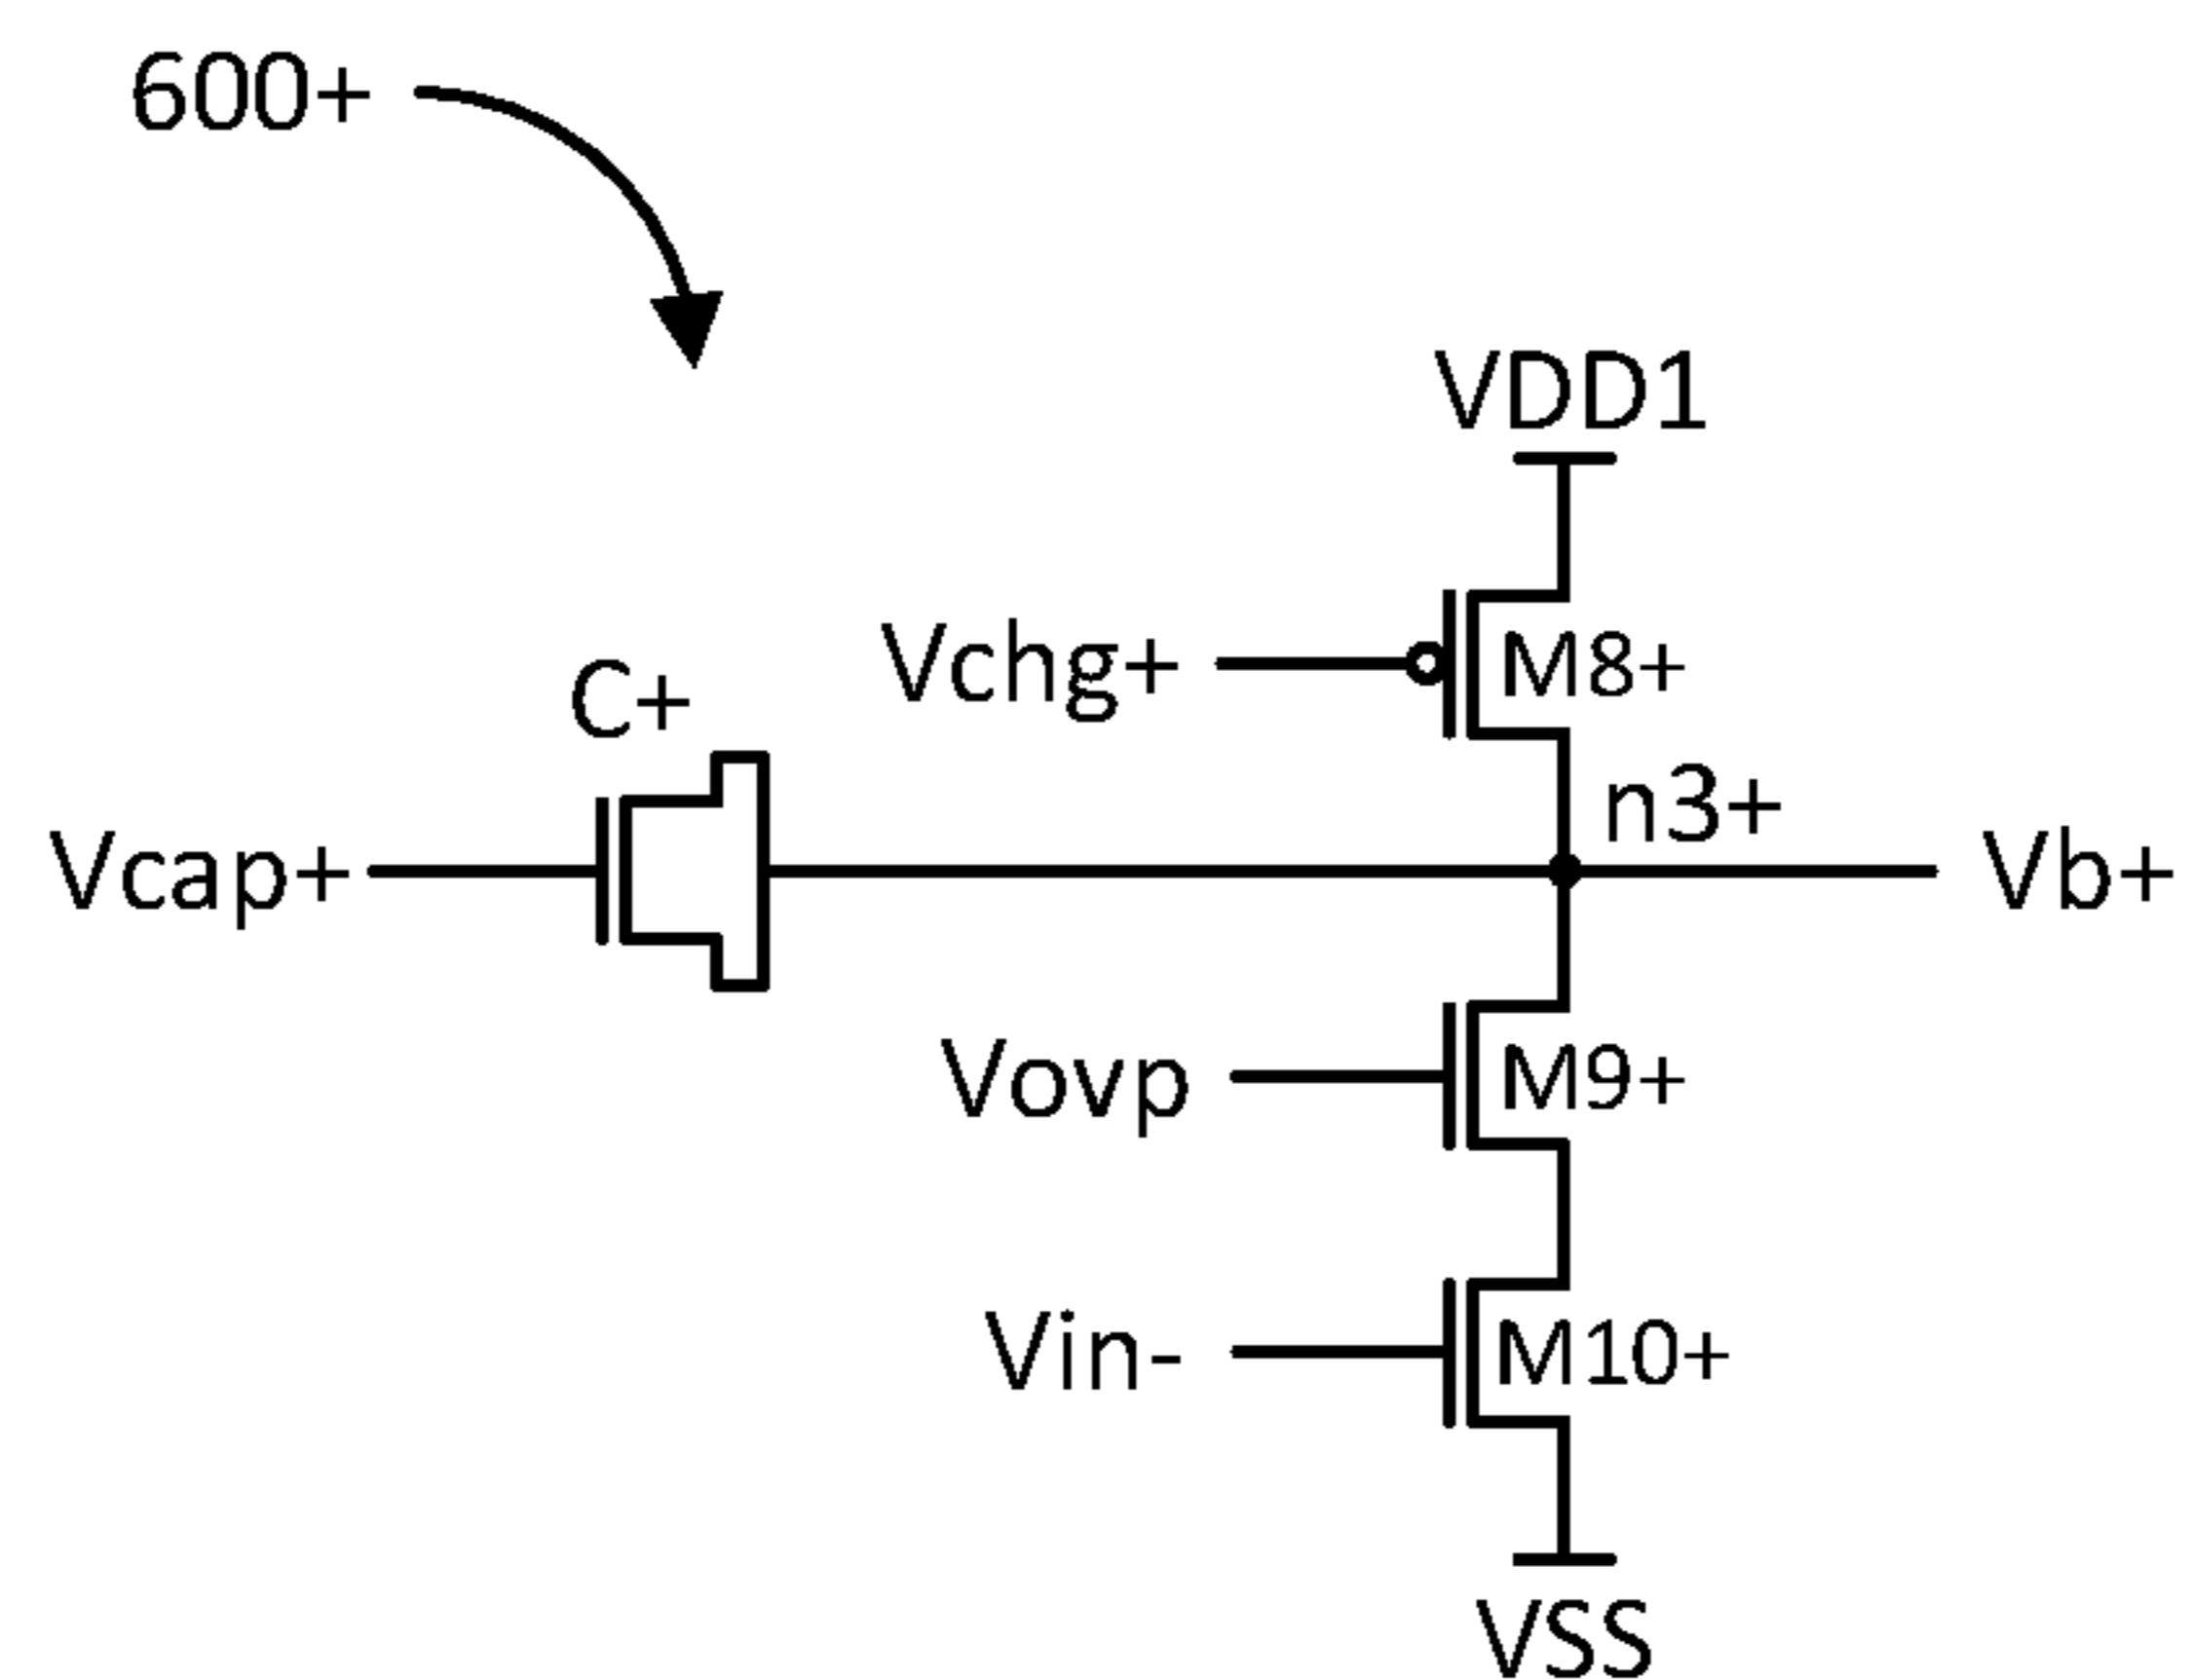 600+
VDD1
Vchg+
M8+
C+
n3+
Vcap+
Vb+
Vovp
M9+
Vin-
M10+
VSS